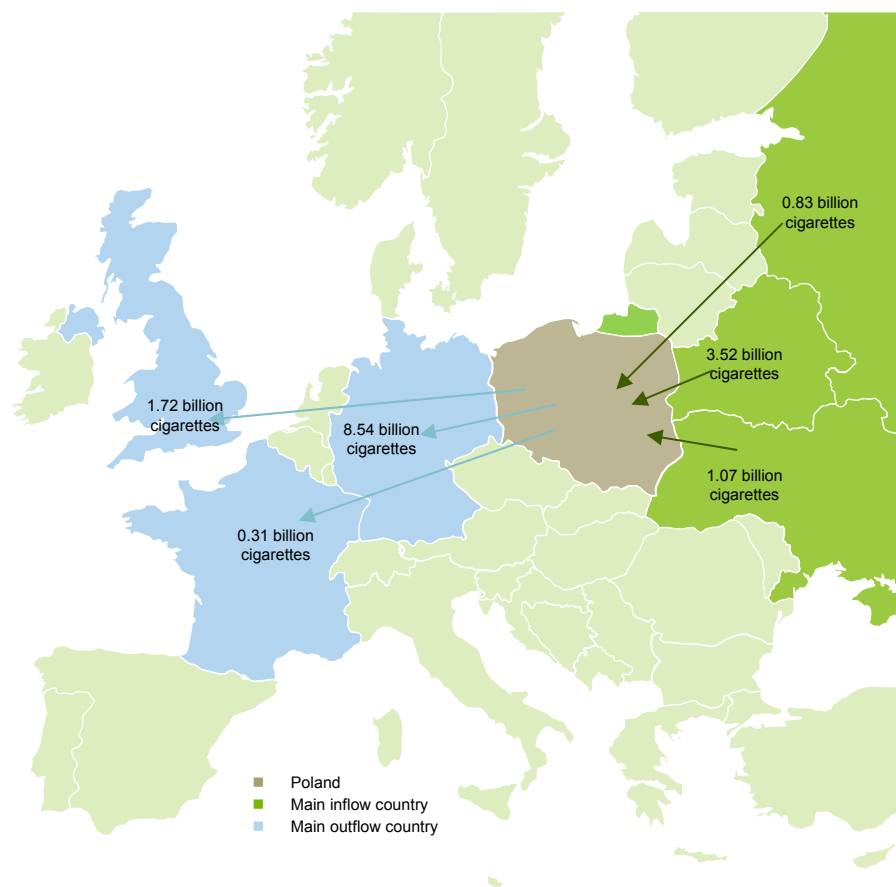 0.83 billion
cigarettes
3.52 billion
cigarettes
1.72 billion
cigarettes
8.54 billion
cigarettes
1.07 billion
cigarettes
0.31 billion
cigarettes
Poland
Main inflow country
Main outflow country